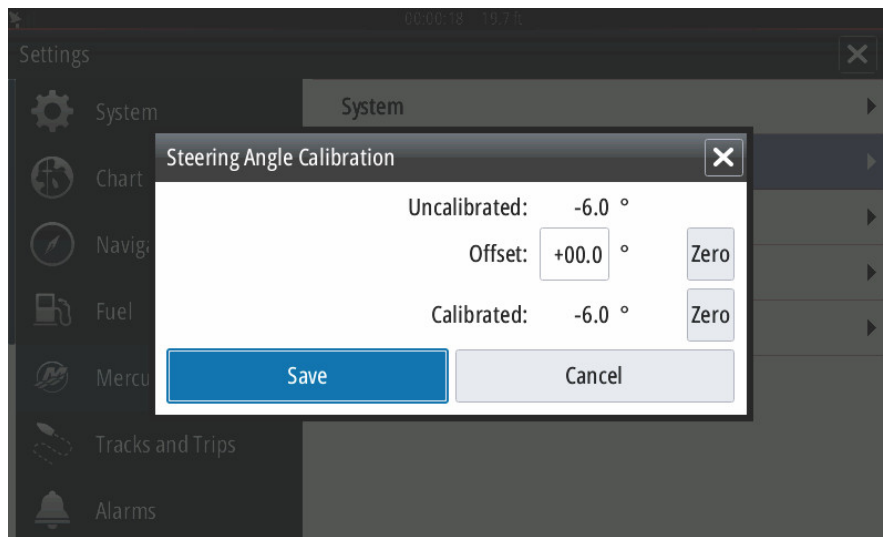 00:00:18 19.7 ft
Settings
System
System
Steering Angle Calibration
Chart
Uncalibrated: -6.0 °
Offset: +00.0 ° Zero
Naviga
Calibrated: -6.0 ° Zero
Fuel
Save Cancel
Mercu
Tracks and Trips
Alarms